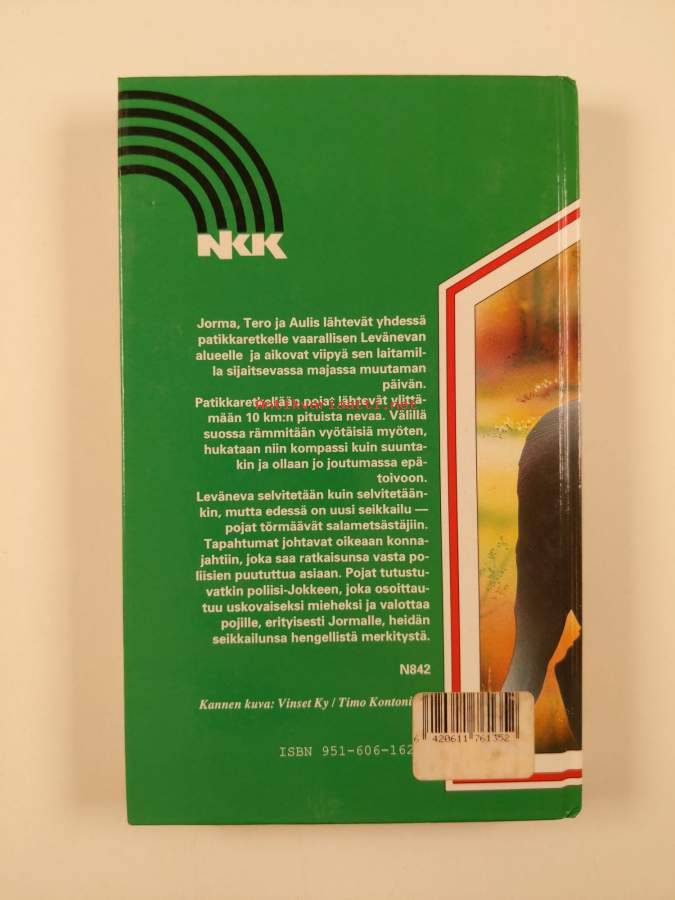 NKK
Jorma, Tero ja Aulis lähtevät yhdessä
patikkaretkelle vaarallisen Levänevan
alueelle ja aikovat viipyä sen laitamil-
la sijaitsevassa majassa muutaman
päivän.
Patikkaretkellään pojat lähtevät ylittä-
mään 10 km:n pituista nevaa. Välillä
suossa rämmitään vyötäisiä myöten,
hukataan niin kompassi kuin suunta-
kin ja ollaan jo joutumassa epä-
toivoon.
Leväneva selvitetään kuin selvitetään-
kin, mutta edessä on uusi seikkailu —
pojat törmäävät salametsästäjiin.
Tapahtumat johtavat oikeaan konna-
jahtiin, joka saa ratkaisunsa vasta po-
liisien puututtua asiaan. Pojat tutustu-
vatkin poliisi-Jokkeen, joka osoittau-
tuu uskovaiseksi mieheksi ja valottaa
pojille, erityisesti Jormalle, heidän
seikkailunsa hengellistä merkitystä.
N842
Kannen kuva: Vinset Ky / Timo Kontoni
ISBN 951-606-162
6 420611 761352